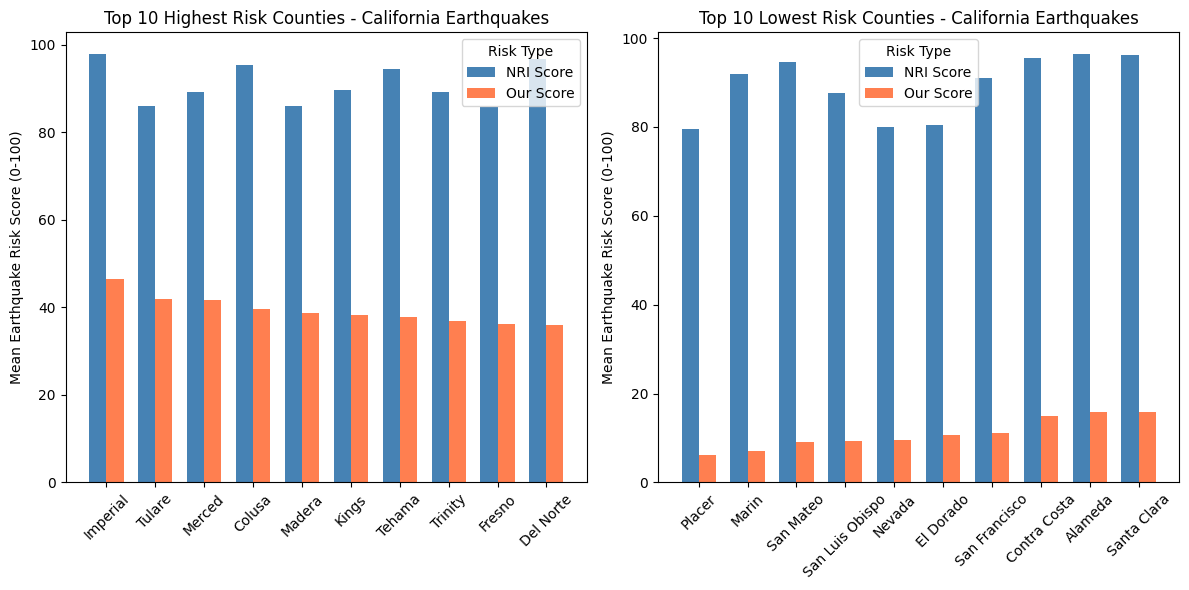 Top 10 Highest Risk Counties - California Earthquakes
Mean Earthquake Risk Score (0-100)
100
80
60
40
20
0
Risk Type
NRI Score
Our Score
Imperial
Tulare
Merced
Colusa
Madera
Kings
Tehama
Trinity
Fresno
Del Norte
Top 10 Lowest Risk Counties - California Earthquakes
Mean Earthquake Risk Score (0-100)
100
80
60
40
20
0
Risk Type
NRI Score
Our Score
Placer
Marin
San Mateo
San Luis Obispo
Nevada
El Dorado
San Francisco
Contra Costa
Alameda
Santa Clara